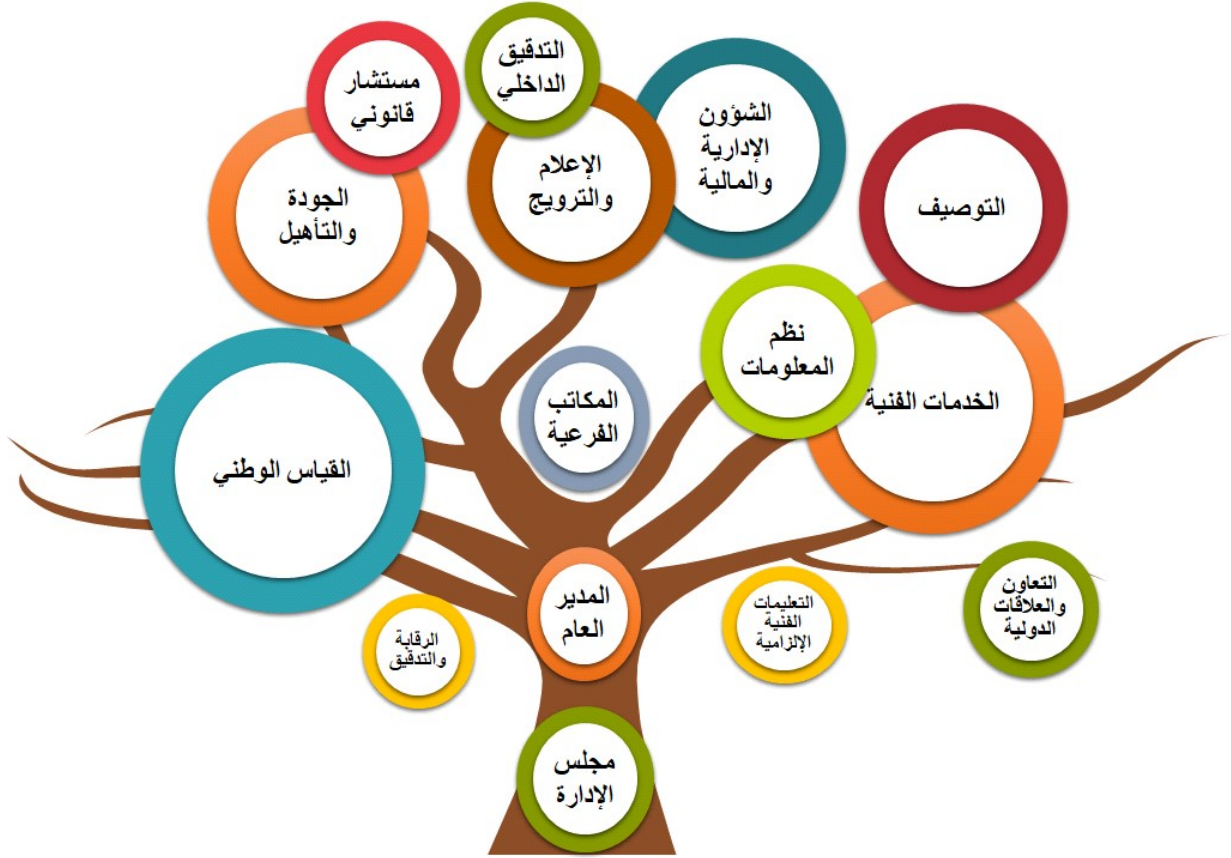 التدقيق
الداخلي
مستشار
قانوني
الشؤون
الإدارية
والمالية
الإعلام
والترويج
التوصيف
الجودة
والتأهيل
نظم
المعلومات
الخدمات الفنية
المكاتب
الفرعية
القياس الوطني
التعاون
والعلاقات
الدولية
التعليمات
الفنية
الإلزامية
المدير
العام
الرقابة
والتدقيق
مجلس
الإدارة